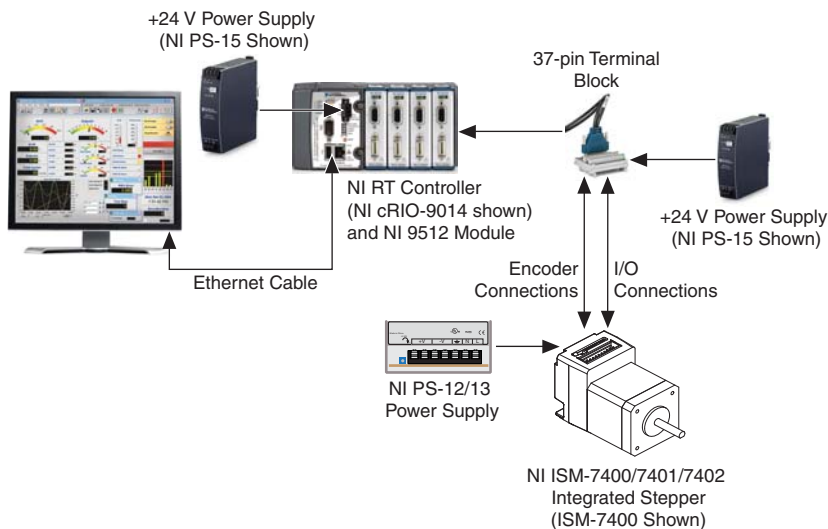 +24 V Power Supply
(NI PS-15 Shown)
37-pin Terminal
Block
NI RT Controller
(NI cRIO-9014 shown)
and NI 9512 Module
+24 V Power Supply
(NI PS-15 Shown)
Ethernet Cable
Encoder
Connections
I/O
Connections
+V -V N L
NI PS-12/13
Power Supply
NI ISM-7400/7401/7402
Integrated Stepper
(ISM-7400 Shown)